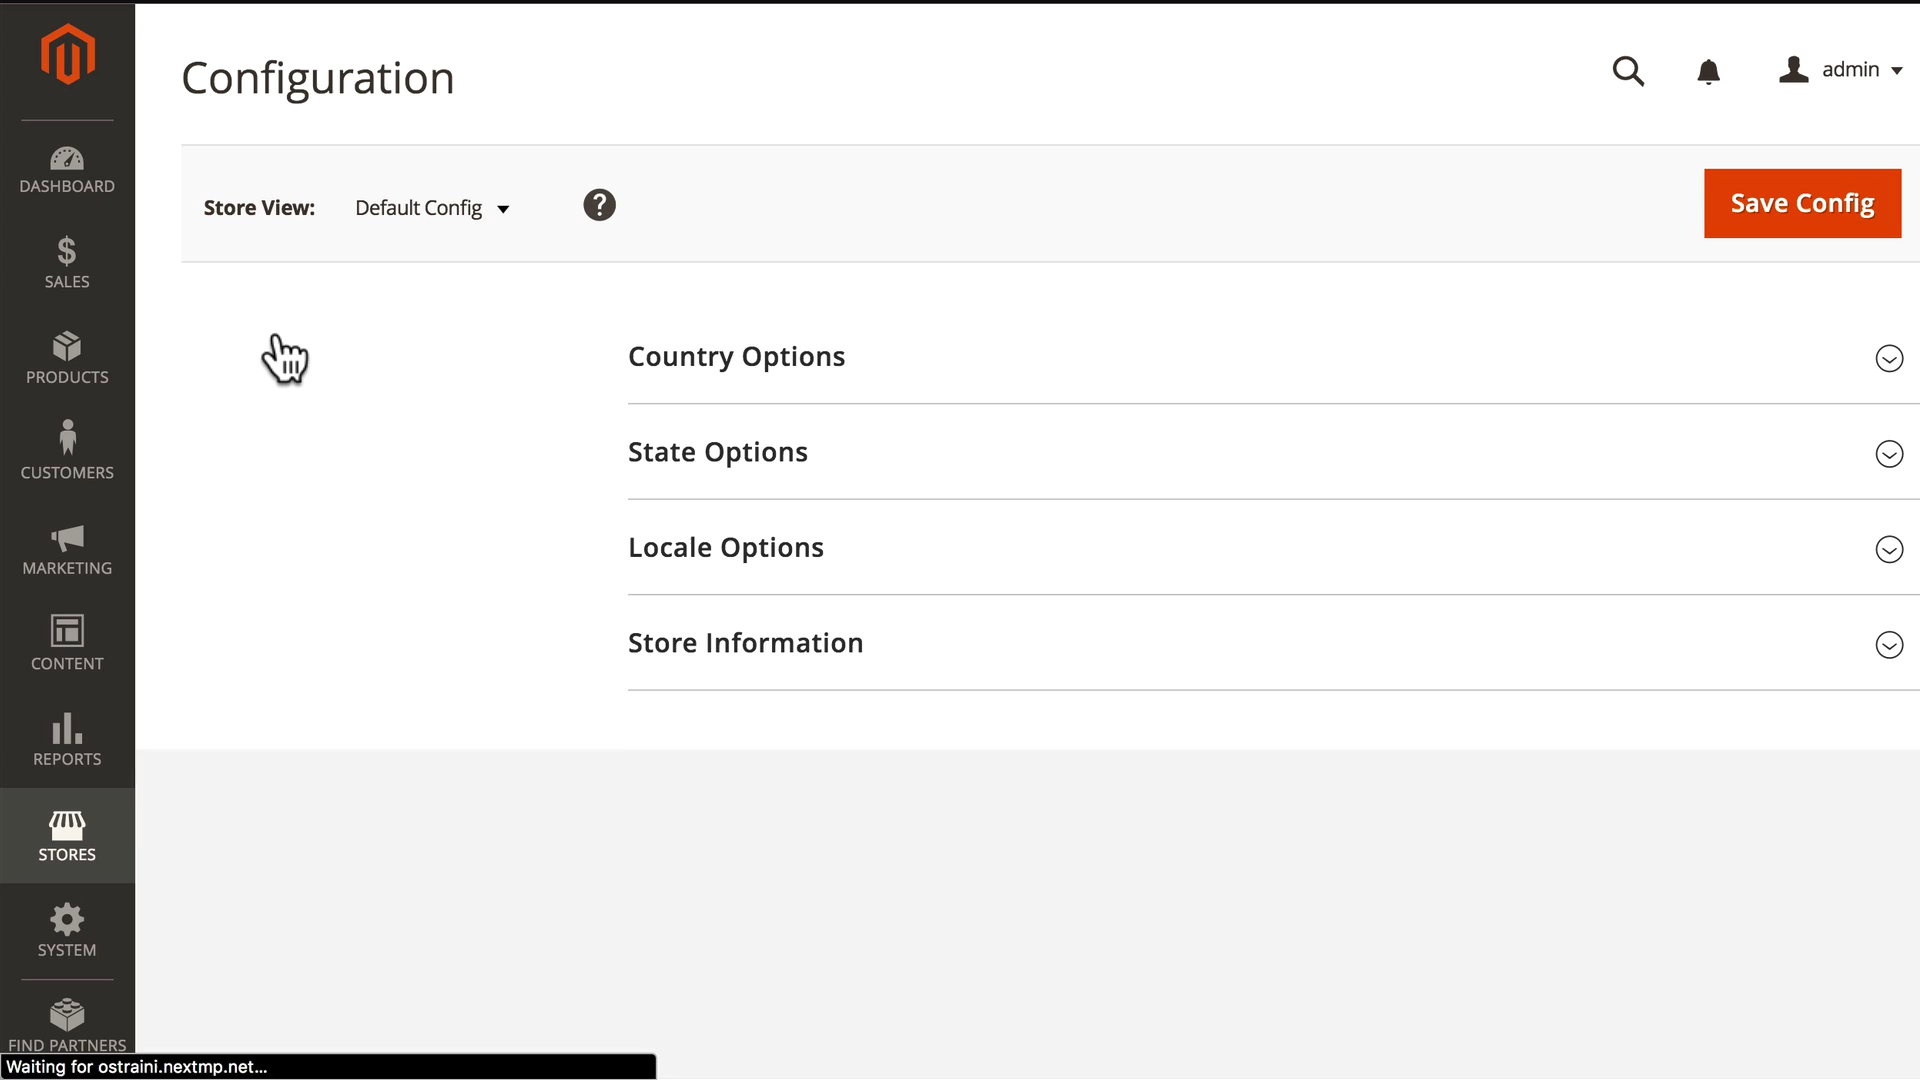 Configuration
admin
Store View:
Default Config
?
Save Config
DASHBOARD
$
SALES
PRODUCTS
CUSTOMERS
MARKETING
CONTENT
REPORTS
STORES
SYSTEM
FIND PARTNERS
Country Options
State Options
Locale Options
Store Information
Waiting for ostraini.nextmp.net...